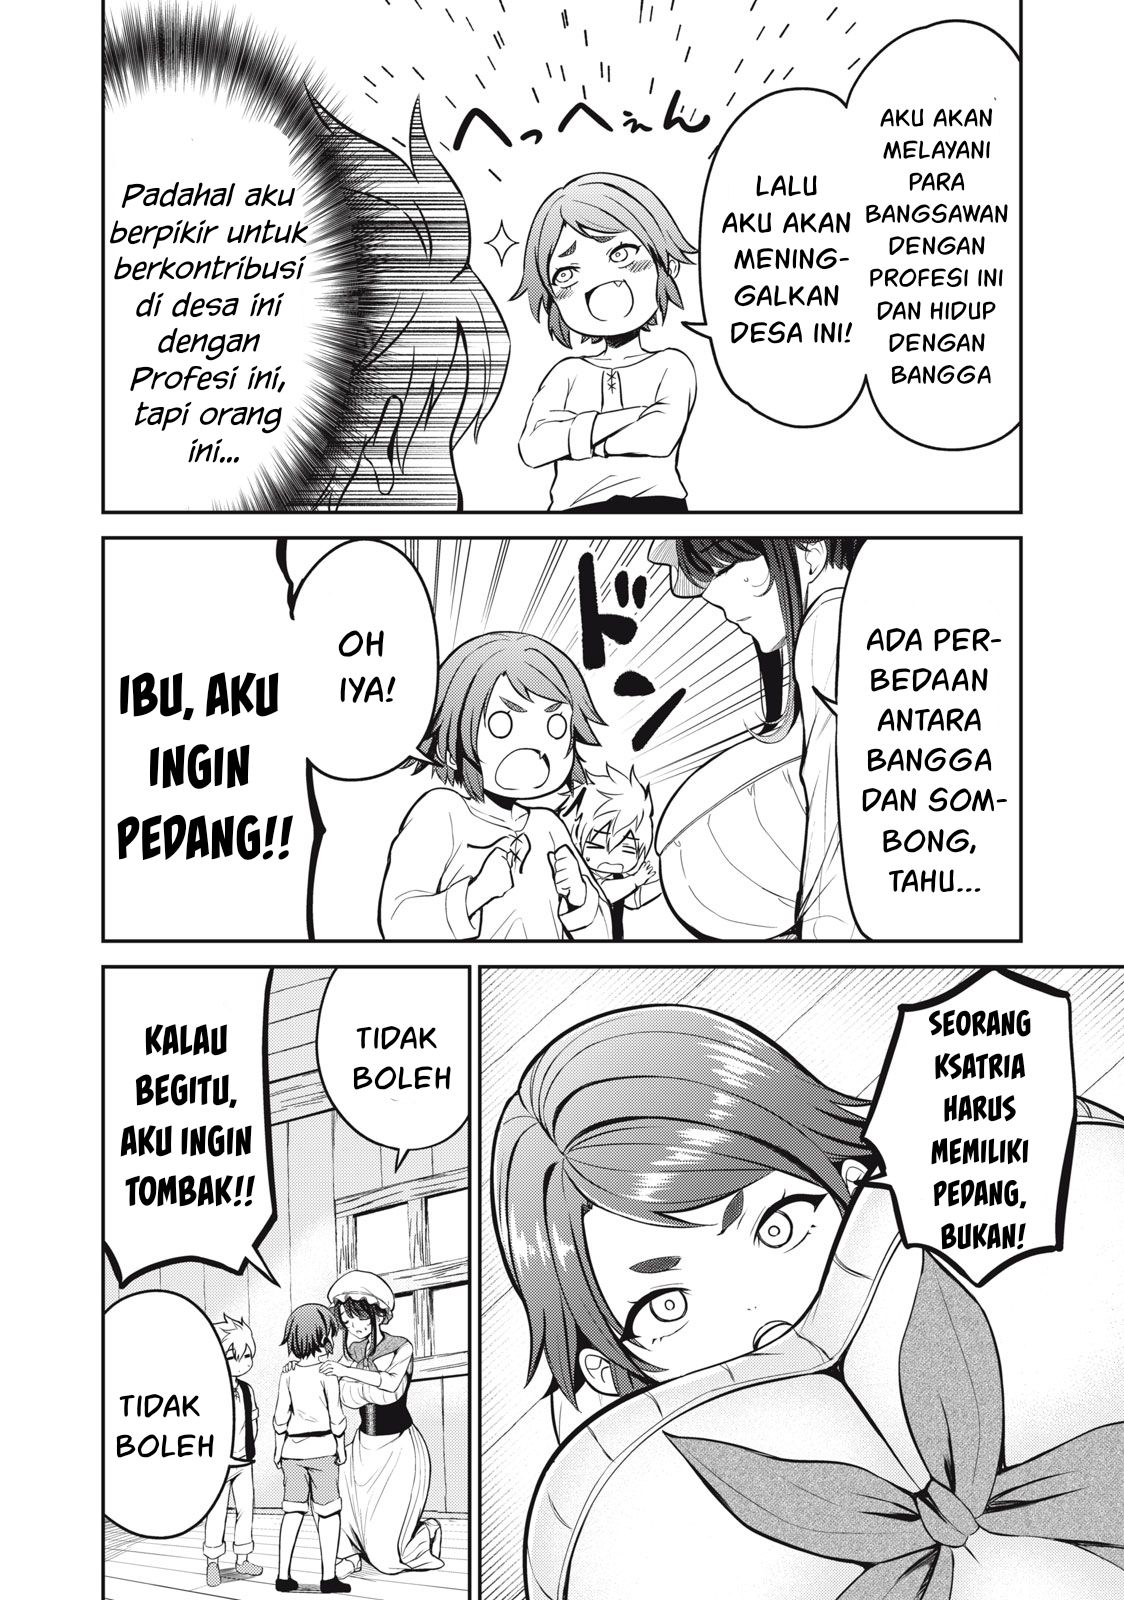 AKU AKAN
MELAYANI
PARA
BANGSAWAN
DENGAN
PROFESI INI
DAN HIDUP
DENGAN
BANGGA
LALU
AKU AKAN
MENING-
GALKAN
DESA INI!
へっへぇん
Padahal aku
berpikir untuk
berkontribusi
di desa ini
dengan
Profesi ini,
tapi orang
ini...
ADA PER-
BEDAAN
ANTARA
BANGGA
DAN SOM-
BONG,
TAHU...
ドン
OH
IYA!
IBU, AKU
INGIN
PEDANG!!
SEORANG
KSATRIA
HARUS
MEMILIKI
PEDANG,
BUKAN!
TIDAK
BOLEH
KALAU
BEGITU,
AKU INGIN
TOMBAK!!
TIDAK
BOLEH